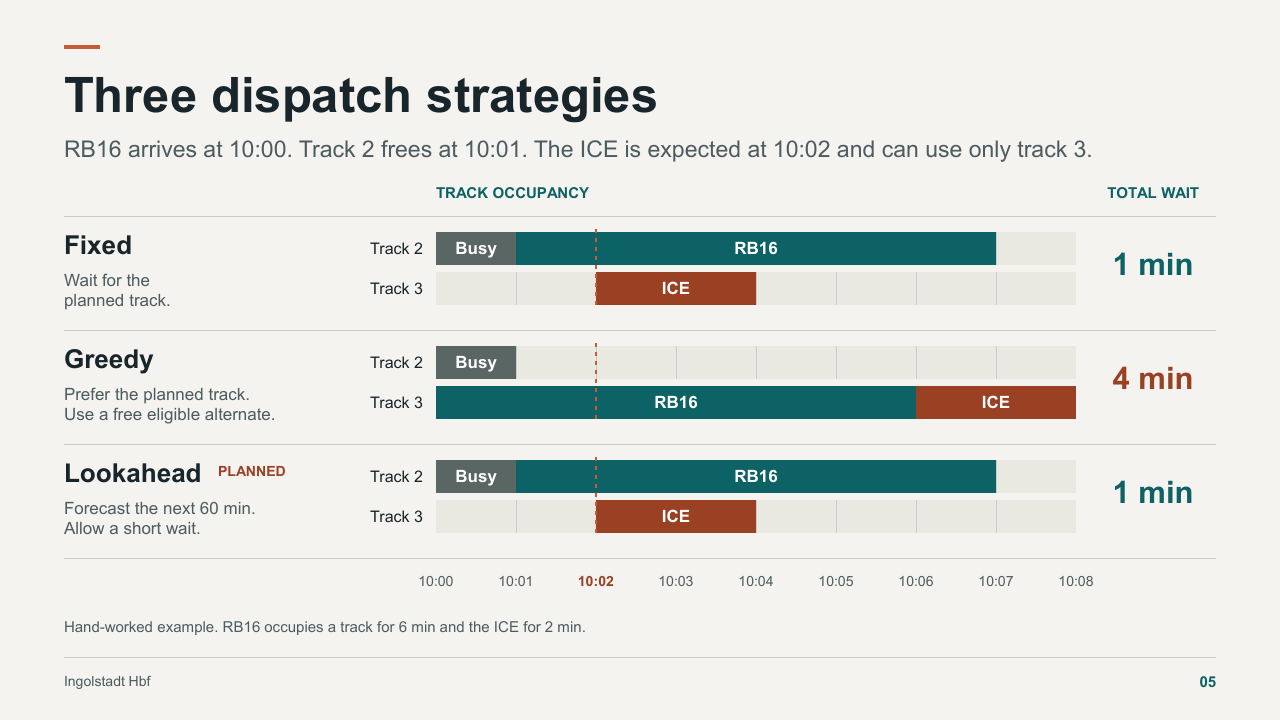 Three dispatch strategies
RB16 arrives at 10:00. Track 2 frees at 10:01. The ICE is expected at 10:02 and can use only track 3.
TRACK OCCUPANCY
TOTAL WAIT
Fixed
Wait for the
planned track.
Track 2
Busy
RB16
Track 3
ICE
1 min
Greedy
Prefer the planned track.
Use a free eligible alternate.
Track 2
Busy
Track 3
RB16
ICE
4 min
Lookahead PLANNED
Forecast the next 60 min.
Allow a short wait.
Track 2
Busy
RB16
Track 3
ICE
1 min
10:00 10:01 10:02 10:03 10:04 10:05 10:06 10:07 10:08
Hand-worked example. RB16 occupies a track for 6 min and the ICE for 2 min.
Ingolstadt Hbf
05